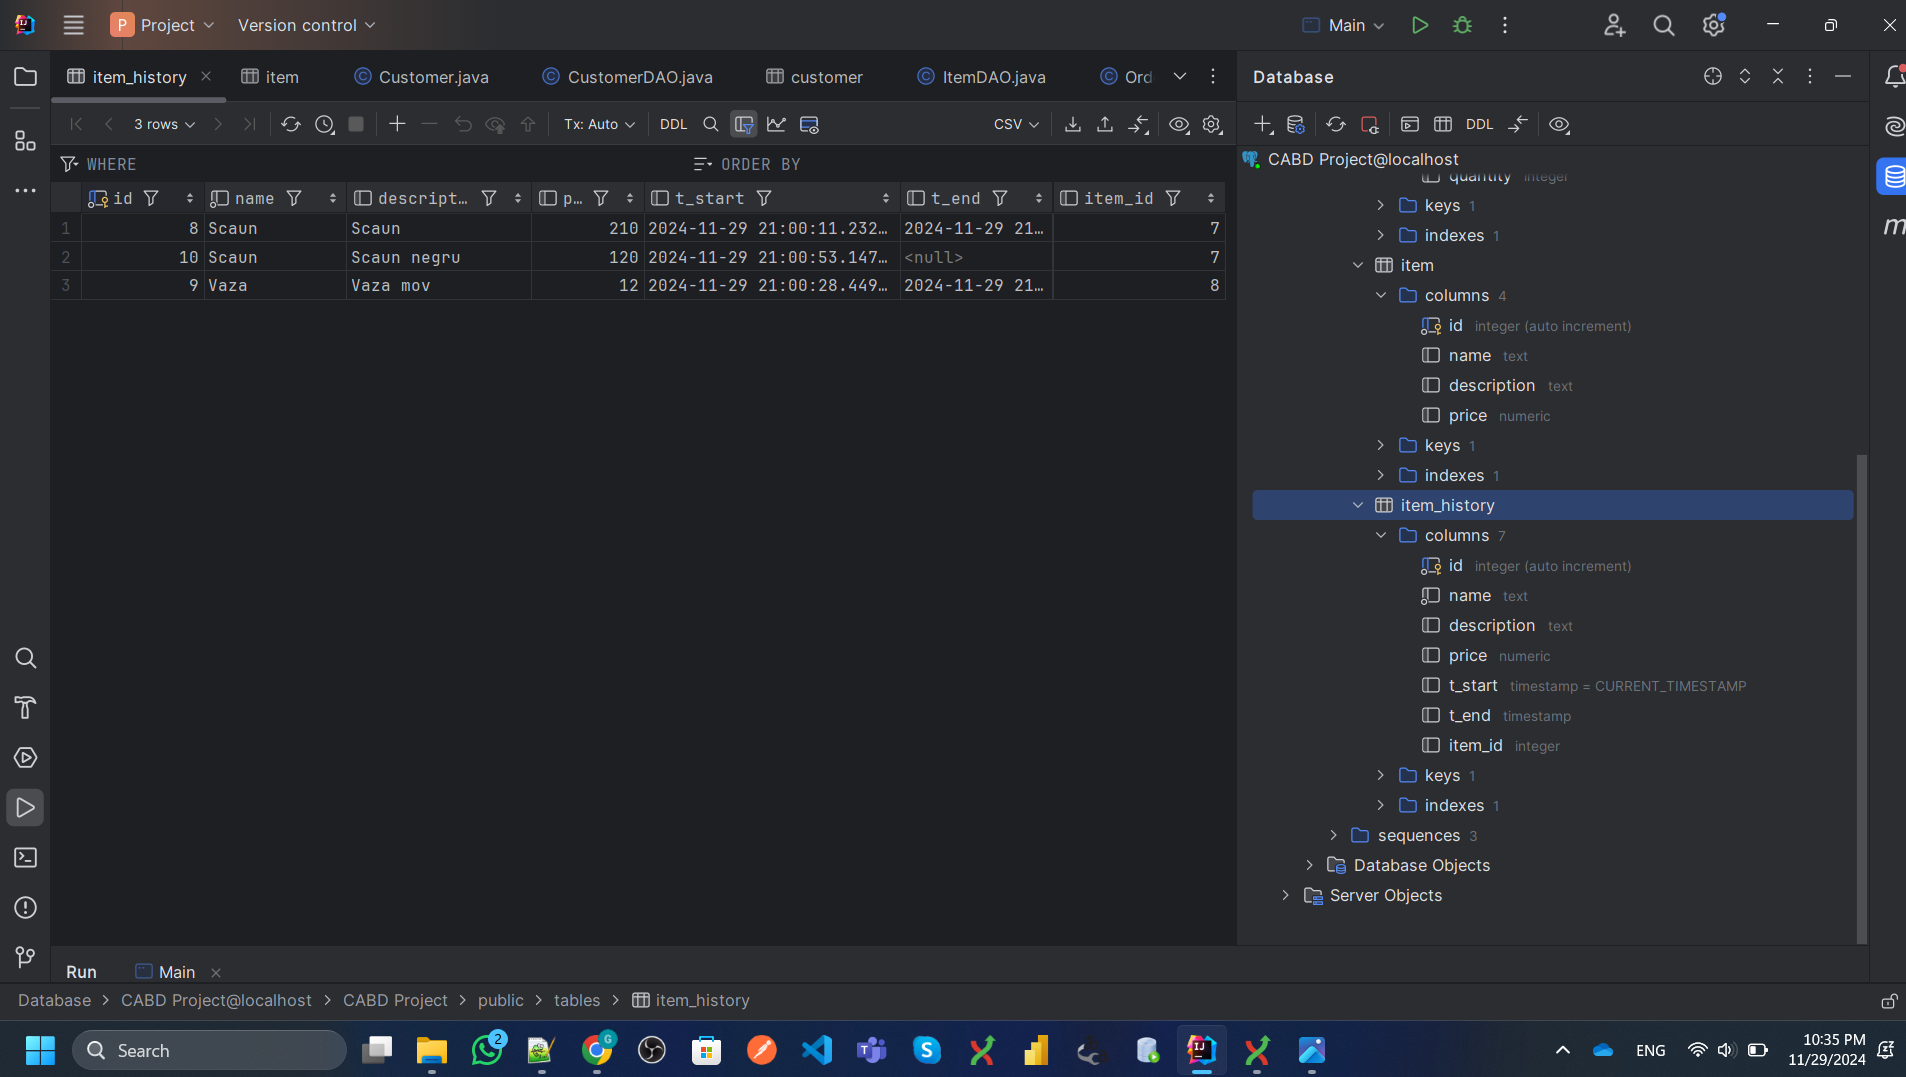 P Project Version control Main
item_history item Customer.java CustomerDAO.java customer ItemDAO.java Ord
3 rows Tx: Auto DDL CSV
WHERE ORDER BY
id name descript... p... t_start t_end item_id
1 8 Scaun Scaun 210 2024-11-29 21:00:11.232... 2024-11-29 21... 7
2 10 Scaun Scaun negru 120 2024-11-29 21:00:53.147... <null> 7
3 9 Vaza Vaza mov 12 2024-11-29 21:00:28.449... 2024-11-29 21... 8
Database
DDL
CABD Project@localhost
quantity integer
keys 1
indexes 1
item
columns 4
id integer (auto increment)
name text
description text
price numeric
keys 1
indexes 1
item_history
columns 7
id integer (auto increment)
name text
description text
price numeric
t_start timestamp = CURRENT_TIMESTAMP
t_end timestamp
item_id integer
keys 1
indexes 1
sequences 3
Database Objects
Server Objects
m
Run Main
Database > CABD Project@localhost > CABD Project > public > tables > item_history
Search
2
G
ENG
10:35 PM
11/29/2024